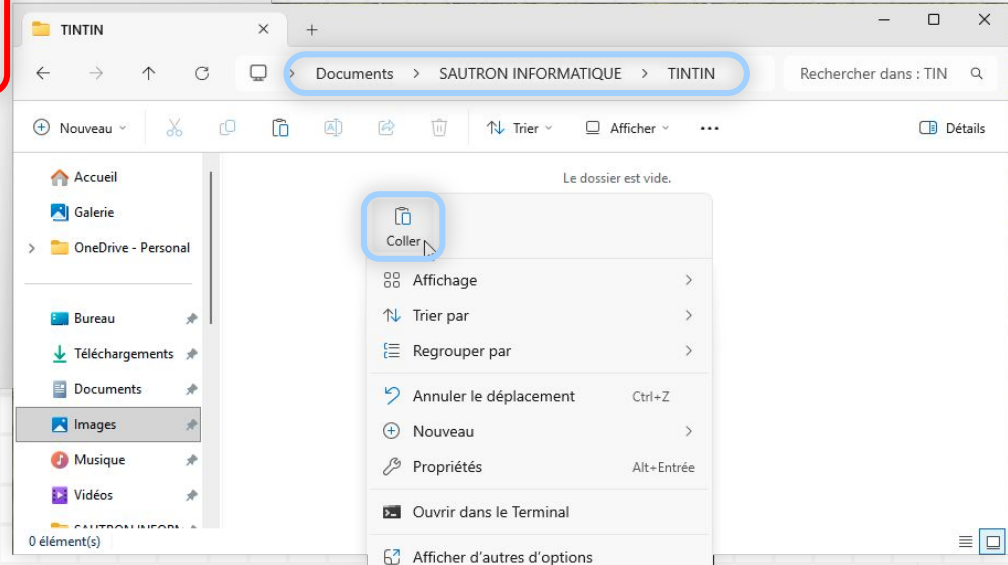 TINTIN
Documents > SAUTRON INFORMATIQUE > TINTIN
Rechercher dans : TIN
Nouveau
Trier
Afficher
Détails
Accueil
Galerie
OneDrive - Personal
Bureau
Téléchargements
Documents
Images
Musique
Vidéos
Le dossier est vide.
Coller
Affichage
Trier par
Regrouper par
Annuler le déplacement Ctrl+Z
Nouveau
Propriétés Alt+Entrée
Ouvrir dans le Terminal
Afficher d'autres d'options
0 élément(s)